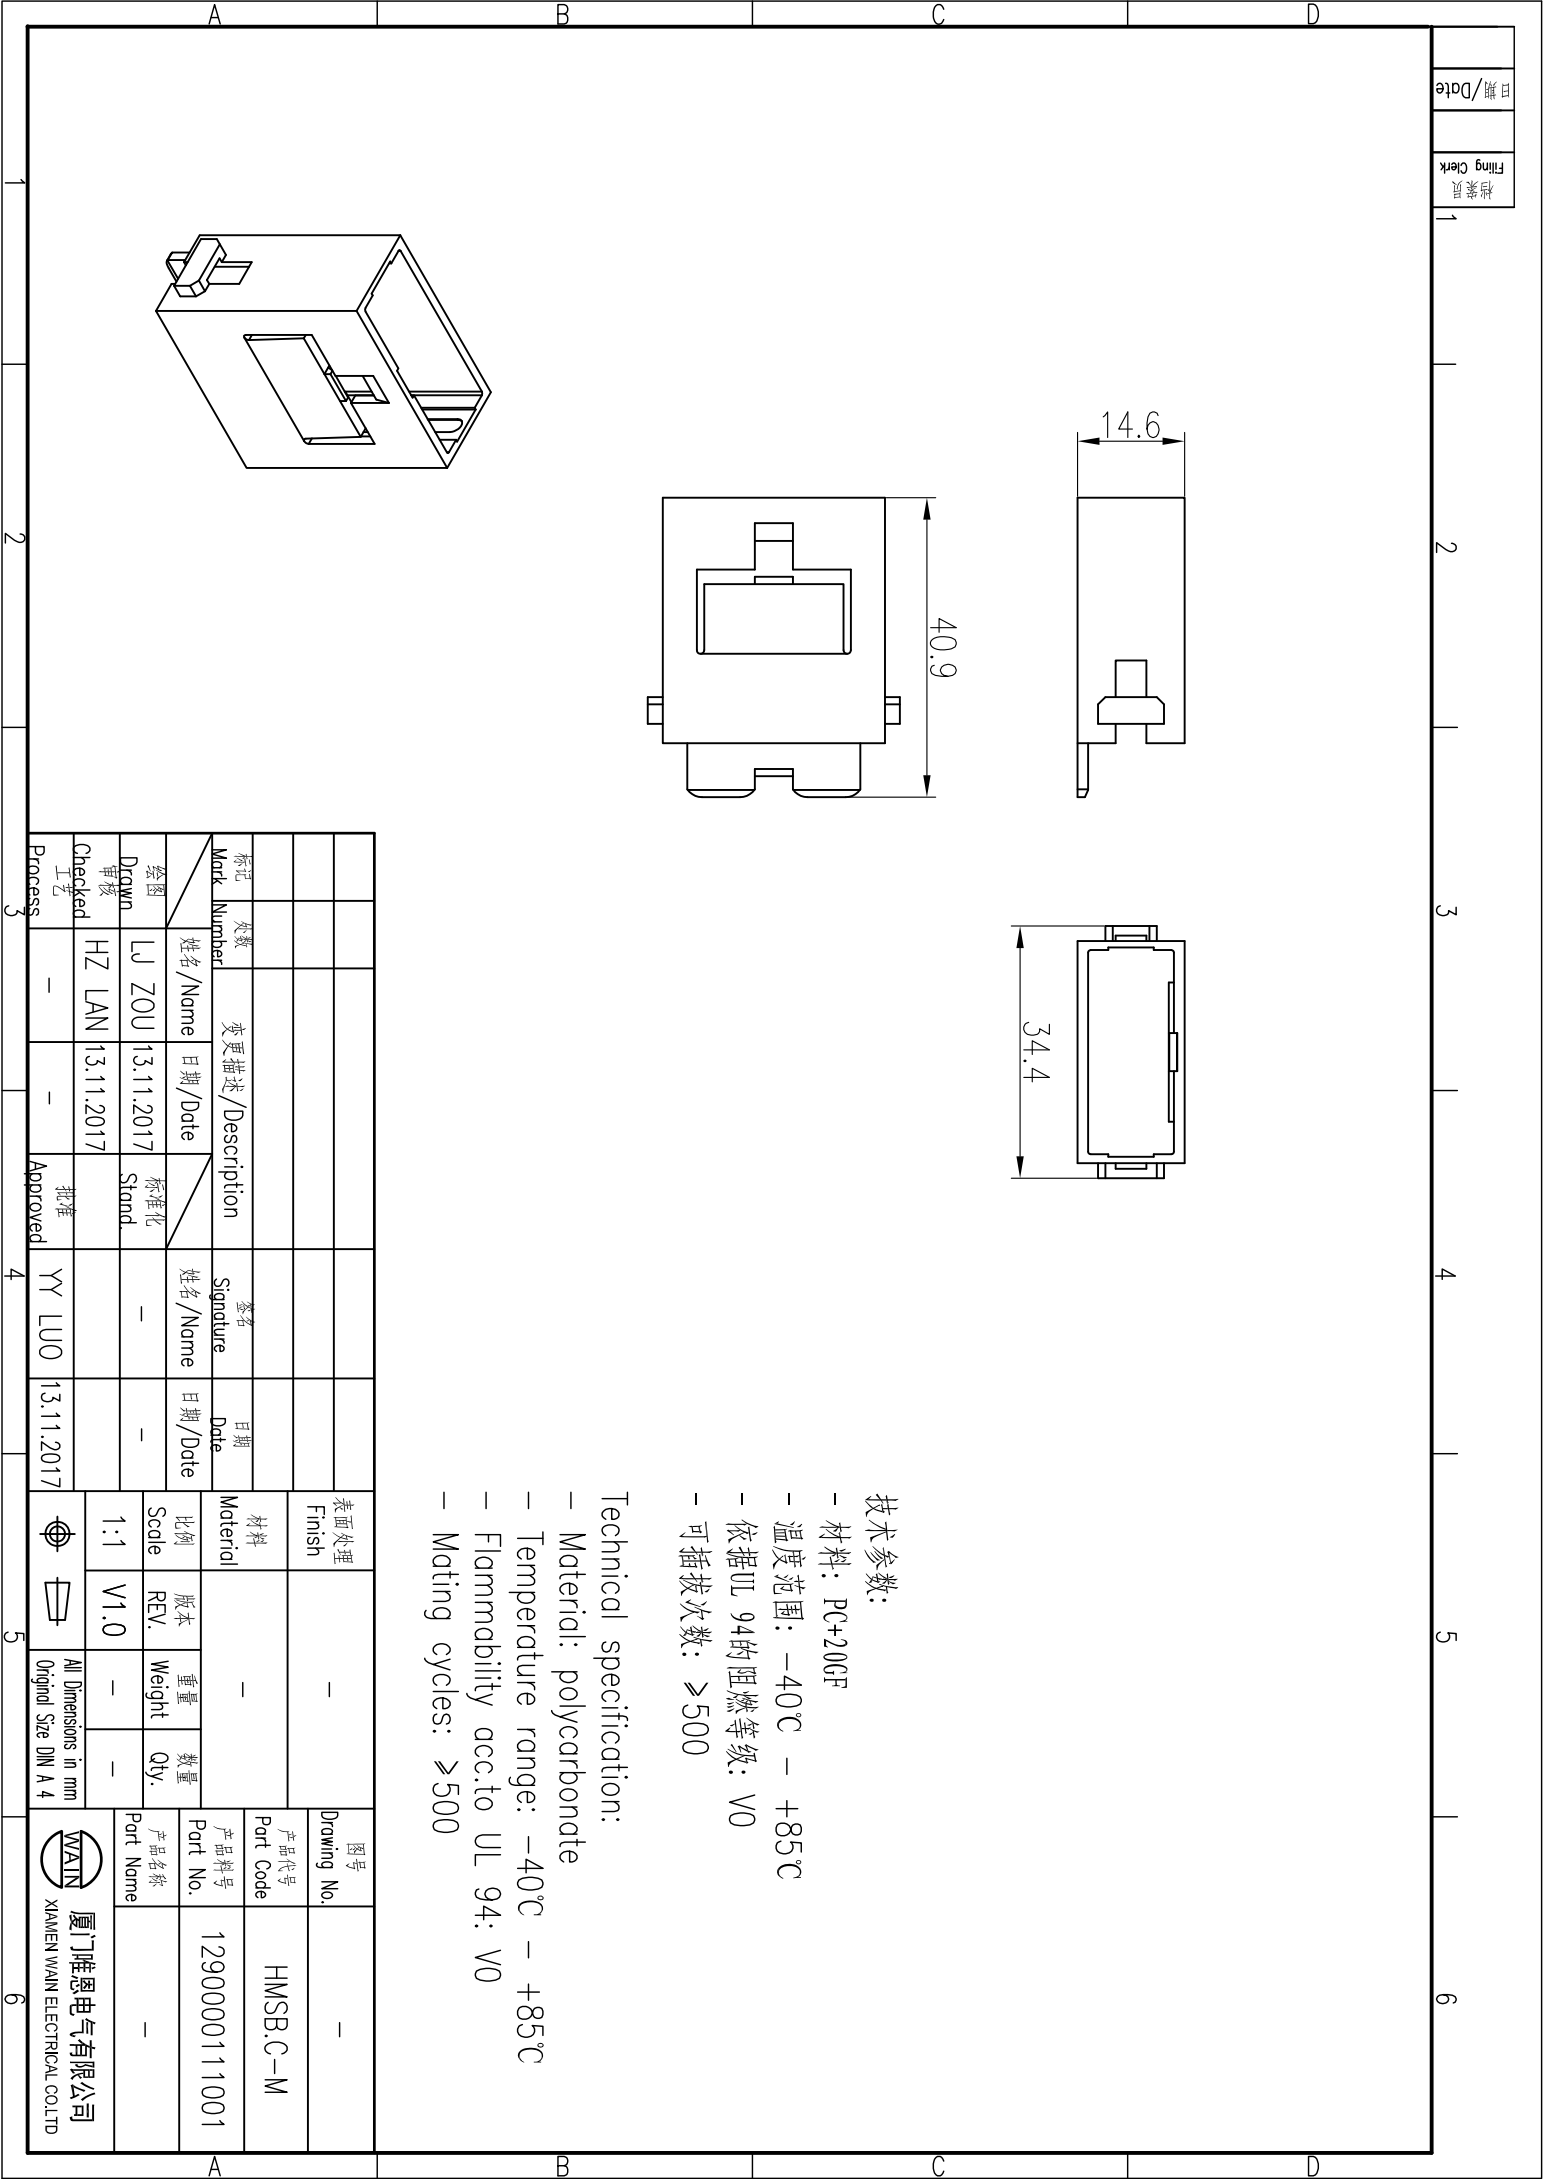 日期/Date
档案员
Filing Clerk
1
2
3
4
5
6
D
C
B
A
14.6
40.9
34.4
技术参数:
- 材料: PC+20GF
- 温度范围: -40℃ - +85℃
- 依据UL 94的阻燃等级: V0
- 可插拔次数: ≥500
Technical specification:
- Material: polycarbonate
- Temperature range: -40℃ - +85℃
- Flammability acc.to UL 94: V0
- Mating cycles: ≥500
标记
Mark
处数
Number
变更描述/Description
签名
Signature
日期
Date
姓名/Name
日期/Date
姓名/Name
日期/Date
绘图
Drawn
LJ ZOU
13.11.2017
标准化
Stand.
-
-
审核
Checked
HZ LAN
13.11.2017
工艺
Process
-
-
批准
Approved
YY LUO
13.11.2017
表面处理
Finish
-
材料
Material
-
比例
Scale
版本
REV.
重量
Weight
数量
Qty.
1:1
V1.0
-
-
All Dimensions in mm
Original Size DIN A 4
图号
Drawing No.
-
产品代号
Part Code
HMSB.C-M
产品料号
Part No.
1290000111001
产品名称
Part Name
-
WAIN
厦门唯恩电气有限公司
XIAMEN WAIN ELECTRICAL CO.LTD
1
2
3
4
5
6
D
C
B
A